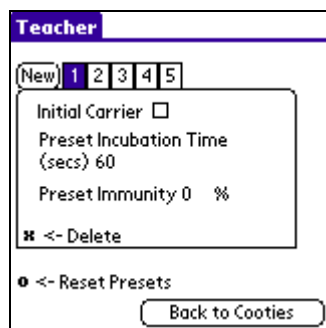 Teacher
New 1 2 3 4 5
Initial Carrier
Preset Incubation Time
(secs) 60
Preset Immunity 0 %
✖ <- Delete
o <- Reset Presets
Back to Cooties